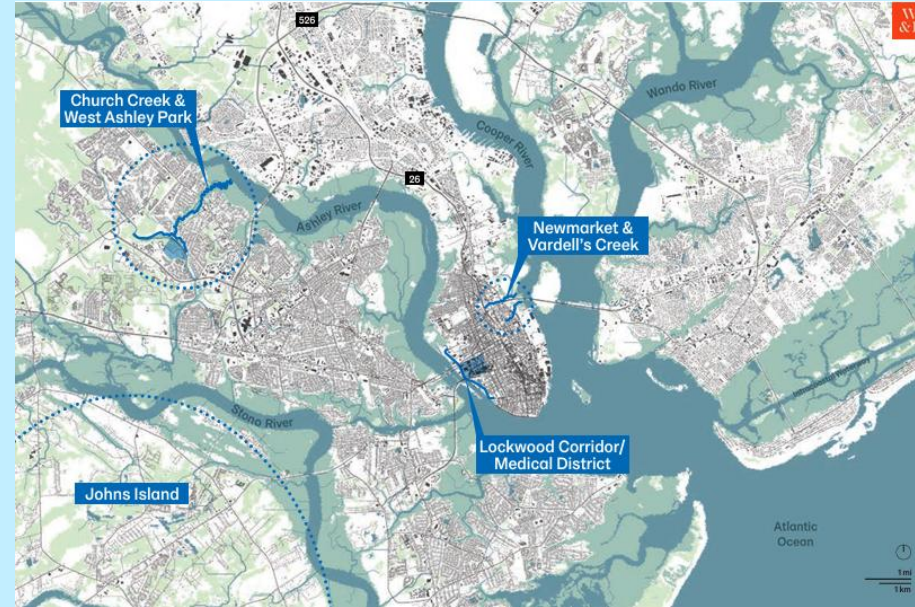 526
Church Creek &
West Ashley Park
Wando River
Cooper River
26
Ashley River
Newmarket &
Vardell's Creek
Stono River
Lockwood Corridor/
Medical District
Johns Island
Atlantic
Ocean
1 mi
1 km